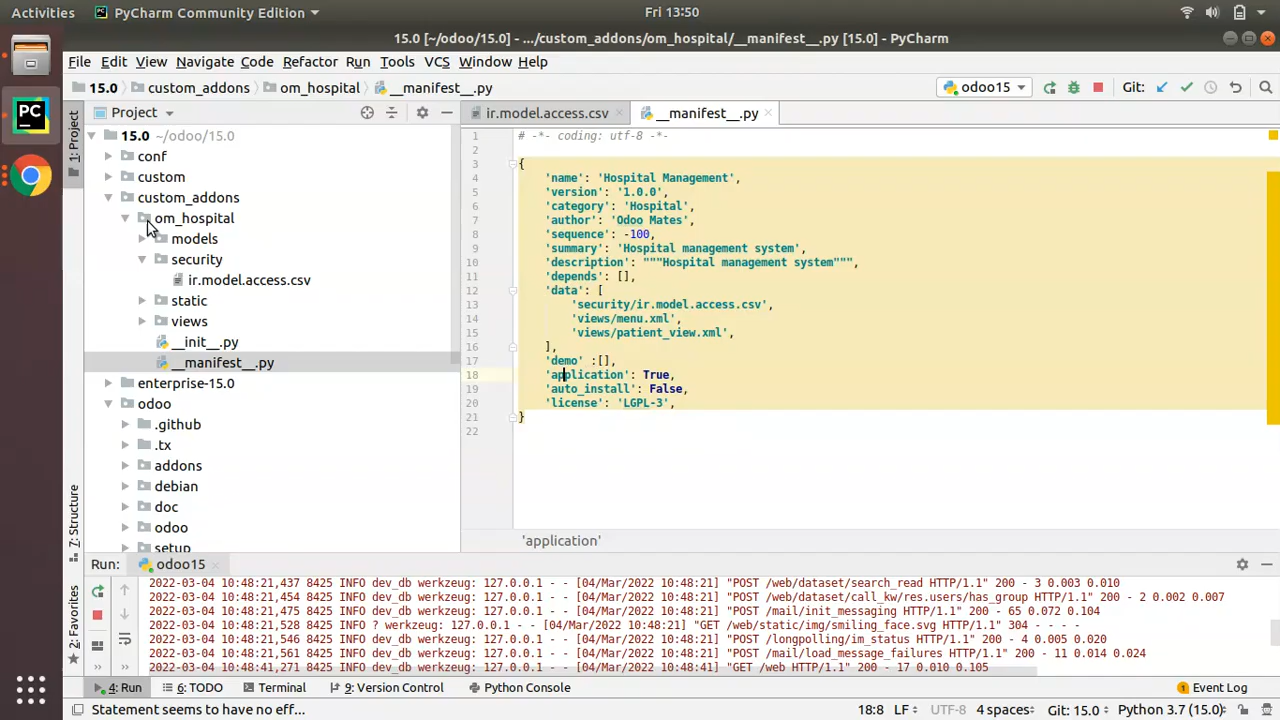 Activities PyCharm Community Edition Fri 13:50
15.0 [~/odoo/15.0] - .../custom_addons/om_hospital/__manifest__.py [15.0] - PyCharm
File Edit View Navigate Code Refactor Run Tools VCS Window Help
15.0 custom_addons om_hospital __manifest__.py odoo15 Git:
1: Project
Project
ir.model.access.csv
__manifest__.py
15.0 ~/odoo/15.0
conf
custom
custom_addons
om_hospital
models
security
ir.model.access.csv
static
views
__init__.py
__manifest__.py
enterprise-15.0
odoo
.github
.tx
addons
debian
doc
odoo
setup
1 # -*- coding: utf-8 -*-
2
3 {
4 'name': 'Hospital Management',
5 'version': '1.0.0',
6 'category': 'Hospital',
7 'author': 'Odoo Mates',
8 'sequence': -100,
9 'summary': 'Hospital management system',
10 'description': """Hospital management system""",
11 'depends': [],
12 'data': [
13 'security/ir.model.access.csv',
14 'views/menu.xml',
15 'views/patient_view.xml',
16 ],
17 'demo' :[],
18 'application': True,
19 'auto_install': False,
20 'license': 'LGPL-3',
21 }
22
'application'
7: Structure
2: Favorites
Run: odoo15
2022-03-04 10:48:21,437 8425 INFO dev_db werkzeug: 127.0.0.1 - - [04/Mar/2022 10:48:21] "POST /web/dataset/search_read HTTP/1.1" 200 - 3 0.003 0.010
2022-03-04 10:48:21,454 8425 INFO dev_db werkzeug: 127.0.0.1 - - [04/Mar/2022 10:48:21] "POST /web/dataset/call_kw/res.users/has_group HTTP/1.1" 200 - 2 0.002 0.007
2022-03-04 10:48:21,475 8425 INFO dev_db werkzeug: 127.0.0.1 - - [04/Mar/2022 10:48:21] "POST /mail/init_messaging HTTP/1.1" 200 - 65 0.072 0.104
2022-03-04 10:48:21,528 8425 INFO ? werkzeug: 127.0.0.1 - - [04/Mar/2022 10:48:21] "GET /web/static/img/smiling_face.svg HTTP/1.1" 304 - - - -
2022-03-04 10:48:21,546 8425 INFO dev_db werkzeug: 127.0.0.1 - - [04/Mar/2022 10:48:21] "POST /longpolling/im_status HTTP/1.1" 200 - 4 0.005 0.020
2022-03-04 10:48:21,561 8425 INFO dev_db werkzeug: 127.0.0.1 - - [04/Mar/2022 10:48:21] "POST /mail/load_message_failures HTTP/1.1" 200 - 11 0.014 0.024
2022-03-04 10:48:41,271 8425 INFO dev_db werkzeug: 127.0.0.1 - - [04/Mar/2022 10:48:41] "GET /web HTTP/1.1" 200 - 17 0.010 0.105
4: Run 6: TODO Terminal 9: Version Control Python Console 1 Event Log
Statement seems to have no eff... 18:8 LF UTF-8 4 spaces Git: 15.0 Python 3.7 (15.0)